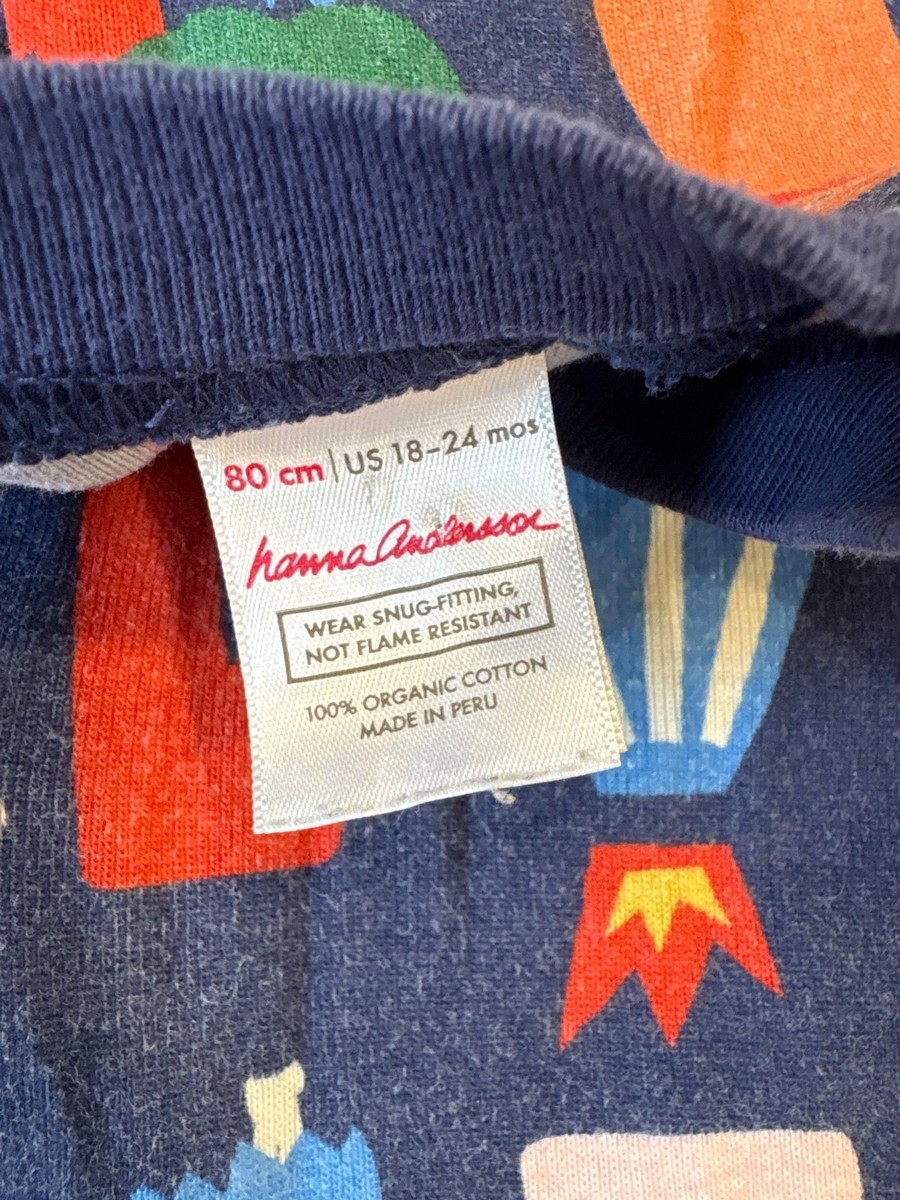 80 cm | US 18-24 mos
hanna Andersson
WEAR SNUG-FITTING,
NOT FLAME RESISTANT
100% ORGANIC COTTON
MADE IN PERU